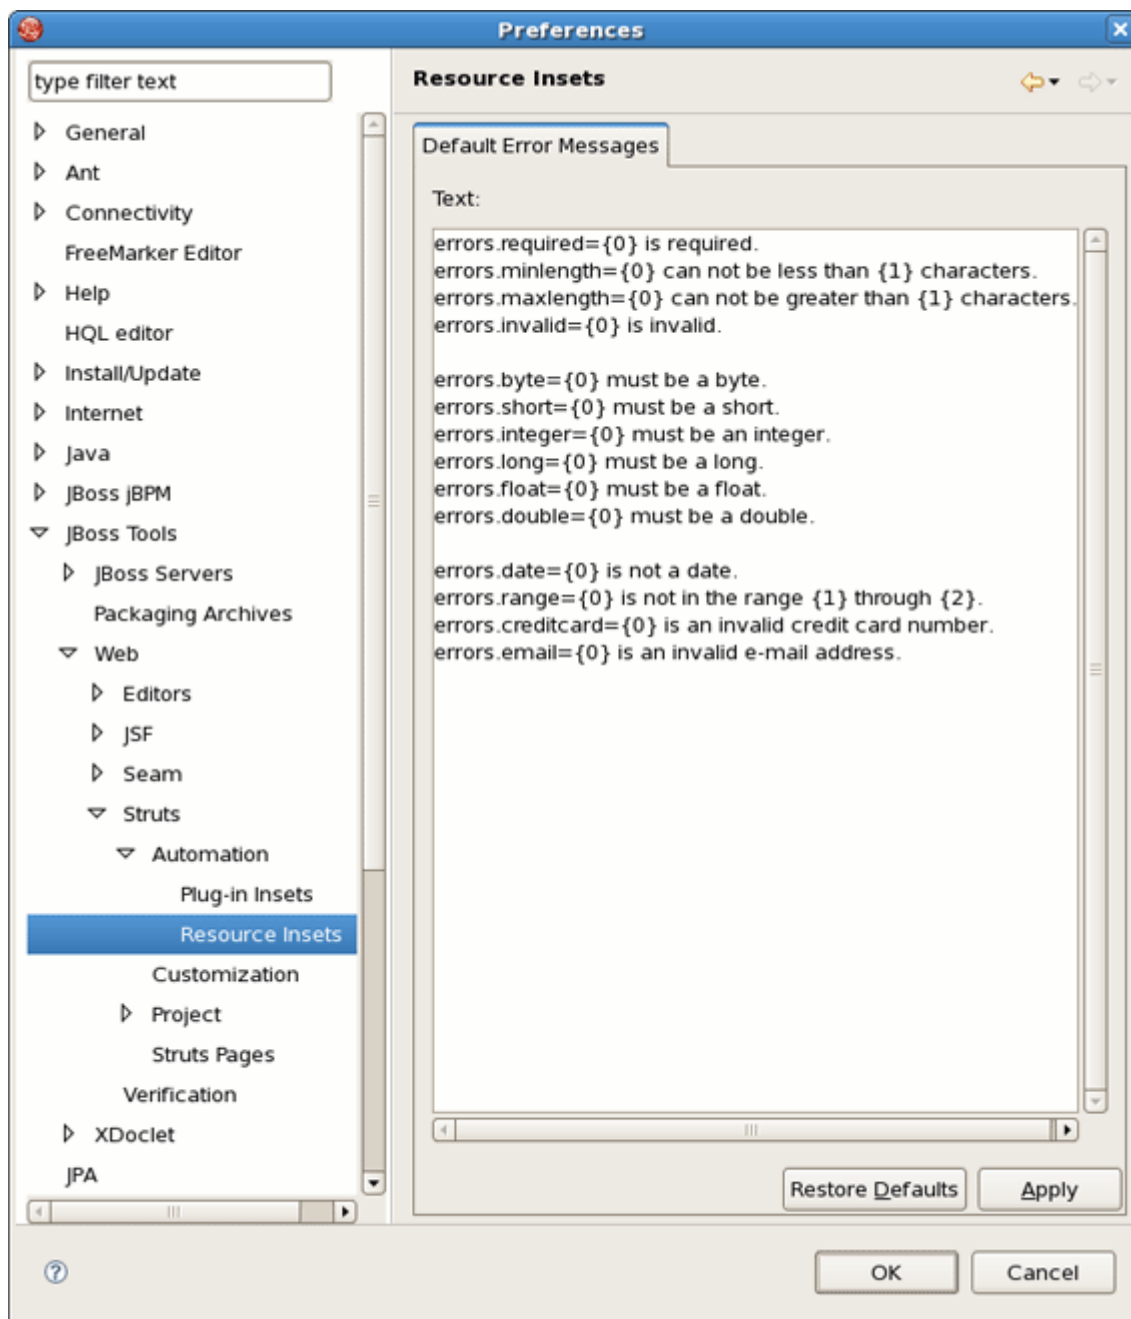 Preferences
type filter text
General
Ant
Connectivity
FreeMarker Editor
Help
HQL editor
Install/Update
Internet
Java
JBoss jBPM
JBoss Tools
JBoss Servers
Packaging Archives
Web
Editors
JSF
Seam
Struts
Automation
Plug-in Insets
Resource Insets
Customization
Project
Struts Pages
Verification
XDoclet
JPA
Resource Insets
Default Error Messages
Text:
errors.required={0} is required.
errors.minlength={0} can not be less than {1} characters.
errors.maxlength={0} can not be greater than {1} characters.
errors.invalid={0} is invalid.
errors.byte={0} must be a byte.
errors.short={0} must be a short.
errors.integer={0} must be an integer.
errors.long={0} must be a long.
errors.float={0} must be a float.
errors.double={0} must be a double.
errors.date={0} is not a date.
errors.range={0} is not in the range {1} through {2}.
errors.creditcard={0} is an invalid credit card number.
errors.email={0} is an invalid e-mail address.
Restore Defaults
Apply
?
OK
Cancel